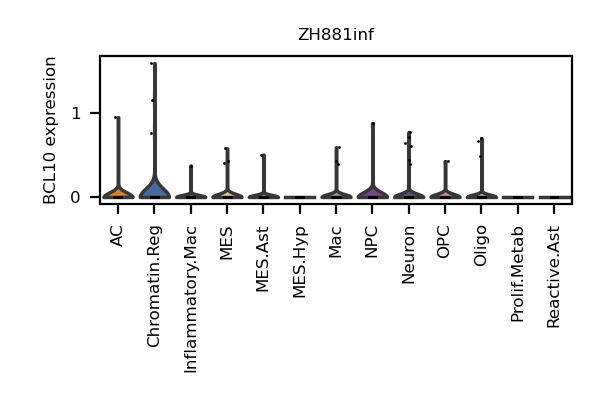 ZH881inf
BCL10 expression
1
0
AC
Chromatin.Reg
Inflammatory.Mac
MES
MES.Ast
MES.Hyp
Mac
NPC
Neuron
OPC
Oligo
Prolif.Metab
Reactive.Ast